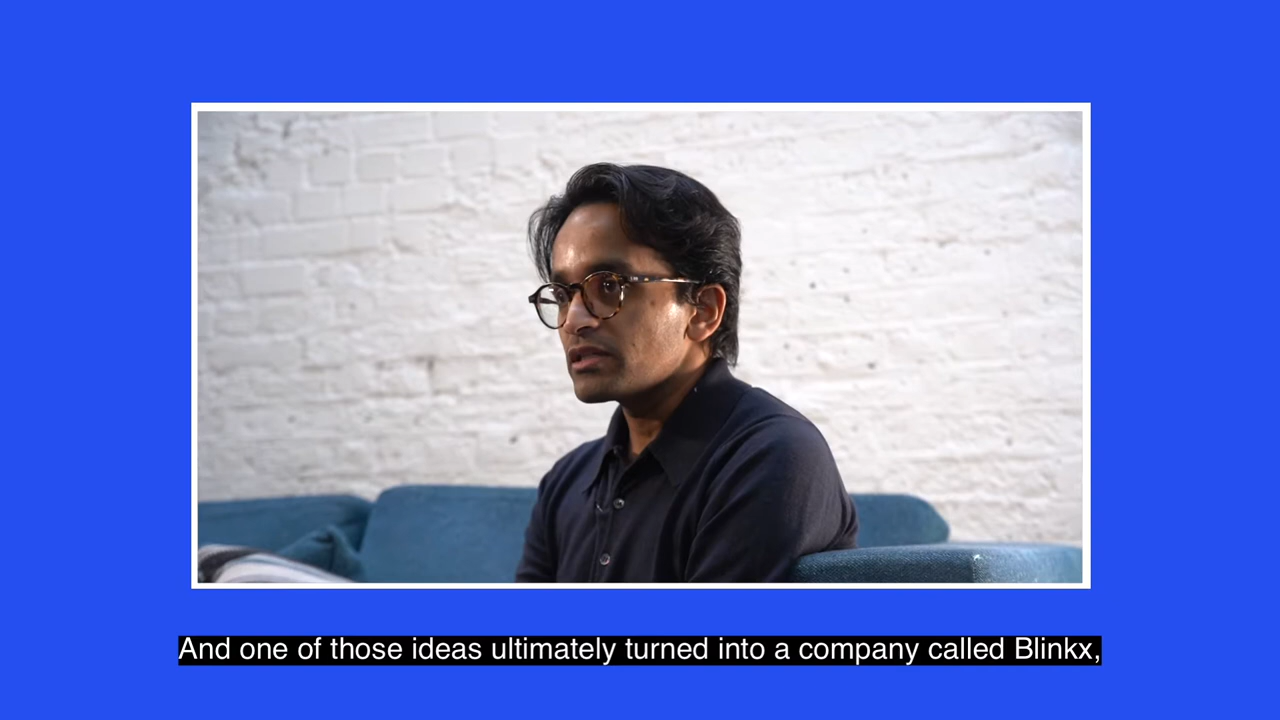 And one of those ideas ultimately turned into a company called Blinkx,